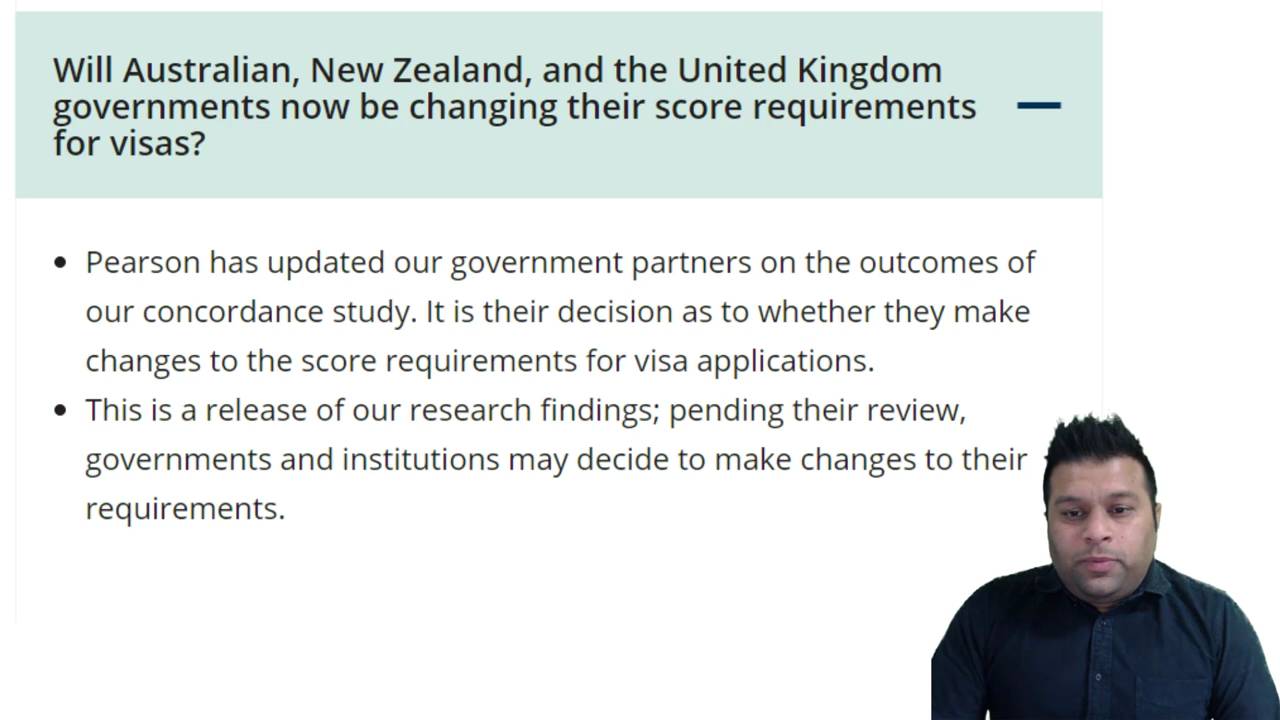 Will Australian, New Zealand, and the United Kingdom
governments now be changing their score requirements
for visas?
• Pearson has updated our government partners on the outcomes of
our concordance study. It is their decision as to whether they make
changes to the score requirements for visa applications.
• This is a release of our research findings; pending their review,
governments and institutions may decide to make changes to their
requirements.